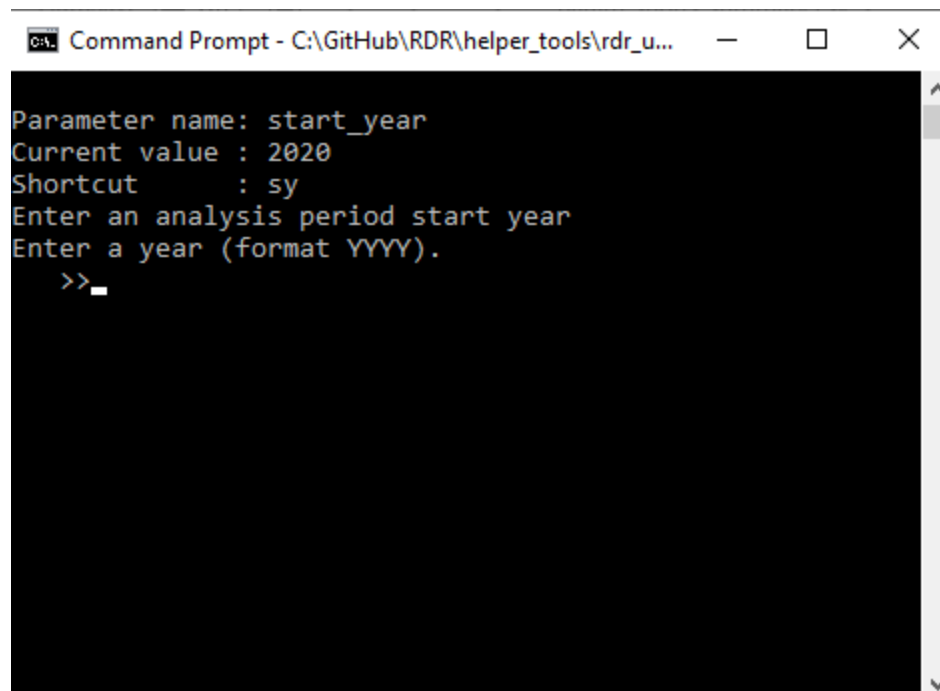 Command Prompt - C:\GitHub\RDR\helper_tools\rdr_u...
Parameter name: start_year
Current value : 2020
Shortcut      : sy
Enter an analysis period start year
Enter a year (format YYYY).
   >>